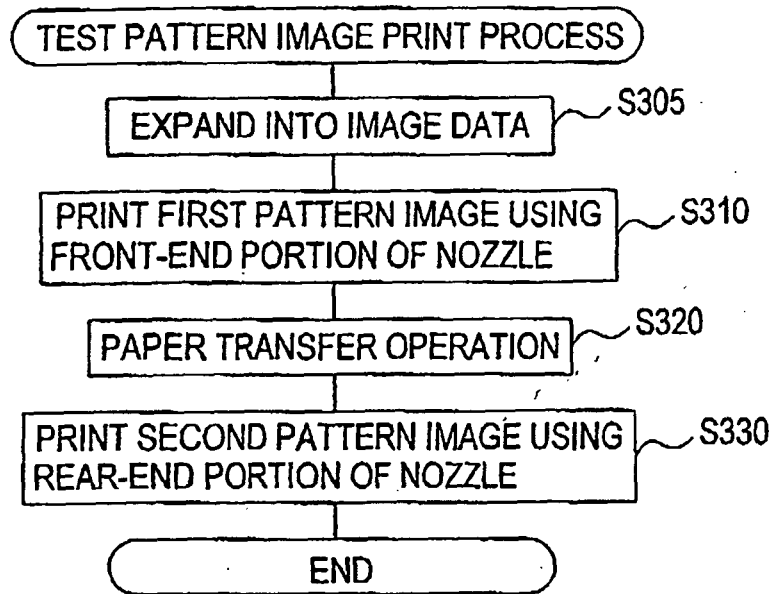 TEST PATTERN IMAGE PRINT PROCESS
EXPAND INTO IMAGE DATA
S305
PRINT FIRST PATTERN IMAGE USING
FRONT-END PORTION OF NOZZLE
S310
PAPER TRANSFER OPERATION
S320
PRINT SECOND PATTERN IMAGE USING
REAR-END PORTION OF NOZZLE
S330
END